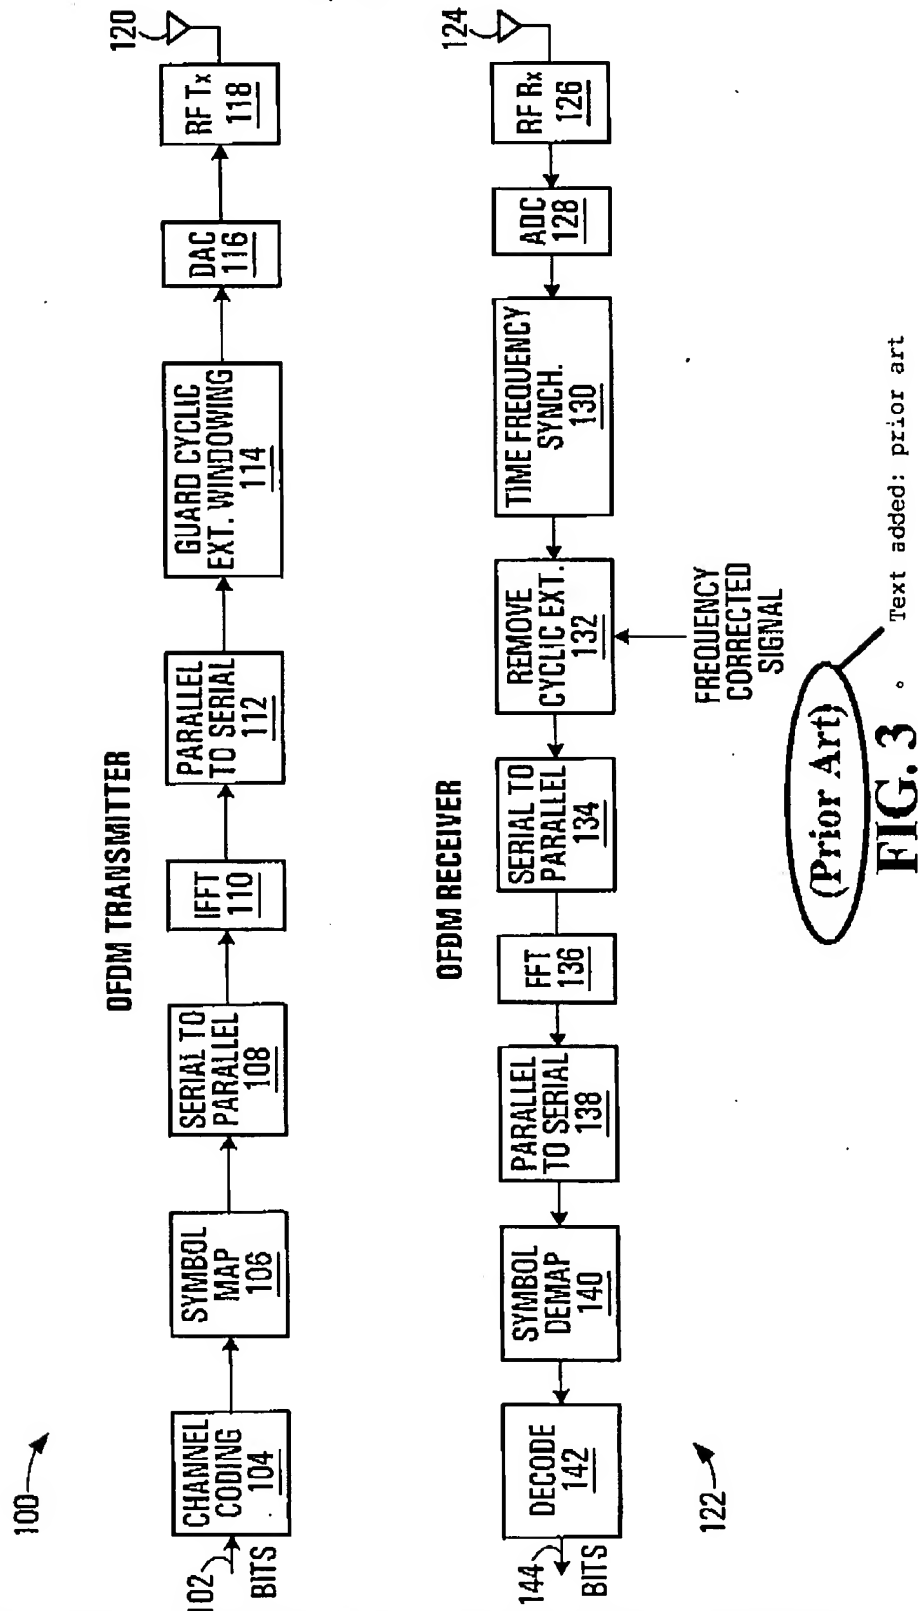 100
OFDM TRANSMITTER
102
BITS
CHANNEL
CODING
104
SYMBOL
MAP
106
SERIAL TO
PARALLEL
108
IFFT
110
PARALLEL
TO SERIAL
112
GUARD CYCLIC
EXT. WINDOWING
114
DAC
116
RF Tx
118
120
OFDM RECEIVER
122
144
BITS
DECODE
142
SYMBOL
DEMAP
140
PARALLEL
TO SERIAL
138
FFT
136
SERIAL TO
PARALLEL
134
REMOVE
CYCLIC EXT.
132
TIME FREQUENCY
SYNCH.
130
ADC
128
RF Rx
126
124
FREQUENCY
CORRECTED
SIGNAL
(Prior Art)
FIG. 3
Text added: prior art